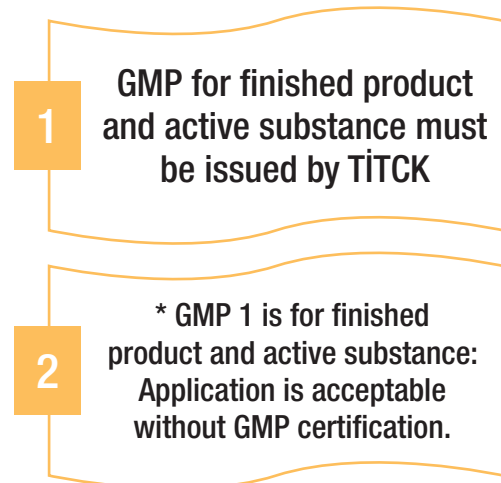 1
GMP for finished product
and active substance must
be issued by TİTCK
2
* GMP 1 is for finished
product and active substance:
Application is acceptable
without GMP certification.